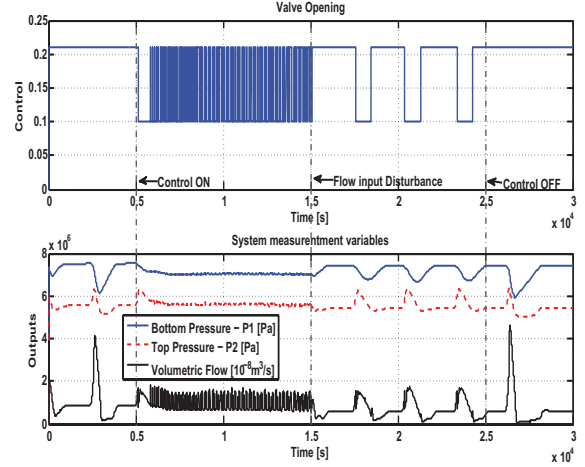 Valve Opening
0.25
0.2
0.15
0.1
0.05
0
Control
Control ON
Flow input Disturbance
Control OFF
0 0.5 1 1.5 2 2.5 3
Time [s]
x 10^4
System measurentment variables
x 10^6
8
6
4
2
0
Outputs
Bottom Pressure − P1 [Pa]
Top Pressure − P2 [Pa]
Volumetric Flow [10^-8 m^3/s]
0 0.5 1 1.5 2 2.5 3
Time [s]
x 10^4